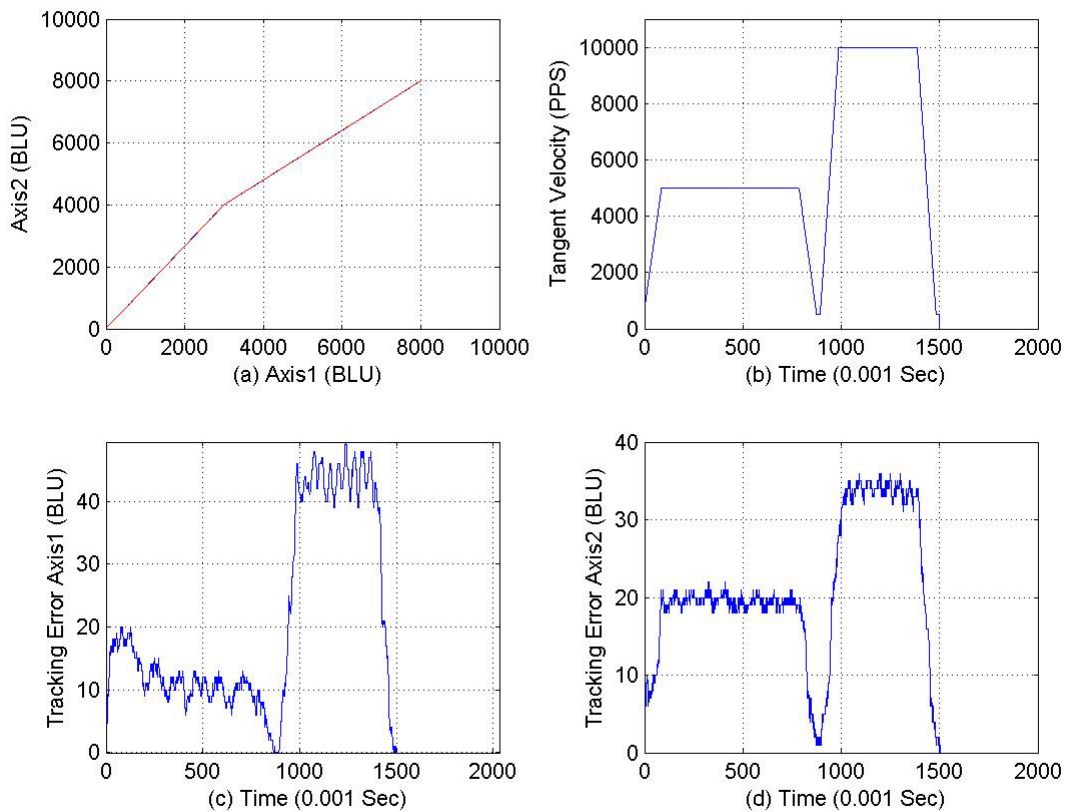 10000
8000
6000
4000
2000
0
Axis2 (BLU)
0 2000 4000 6000 8000 10000
(a) Axis1 (BLU)
10000
8000
6000
4000
2000
0
Tangent Velocity (PPS)
0 500 1000 1500 2000
(b) Time (0.001 Sec)
40
30
20
10
0
Tracking Error Axis1 (BLU)
0 500 1000 1500 2000
(c) Time (0.001 Sec)
40
30
20
10
0
Tracking Error Axis2 (BLU)
0 500 1000 1500 2000
(d) Time (0.001 Sec)